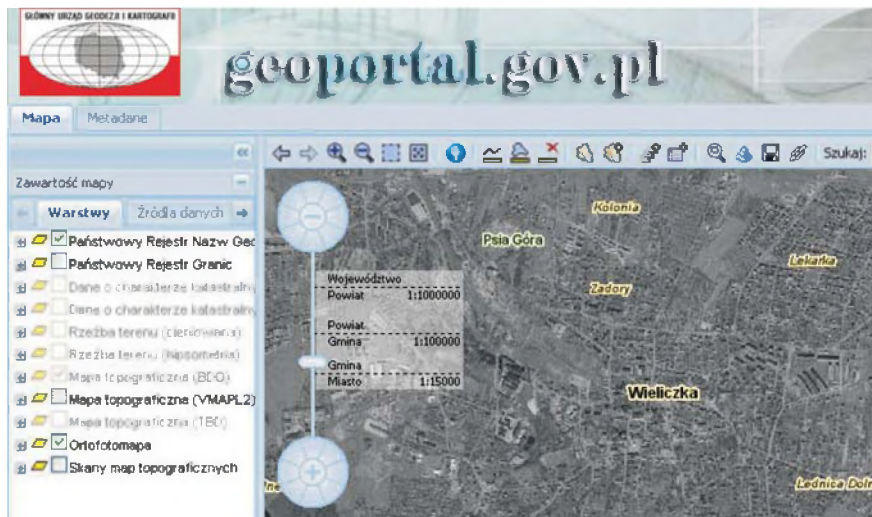 GŁÓWNY URZĄD GEODEZJI I KARTOGRAFII
geoportal.gov.pl
Mapa Metadane
Szukaj:
Zawartość mapy
Warstwy Źródła danych
Państwowy Rejestr Nazw Geo
Państwowy Rejestr Granic
Dane o charakterze katastralny
Dane o charakterze katastralny
Rzeźba terenu (cieniowana)
Rzeźba terenu (hipsometria)
Mapa topograficzna (BDO)
Mapa topograficzna (VMAPL2)
Mapa topograficzna (TBD)
Ortofotomapa
Skany map topograficznych
Województwo
Powiat 1:1000000
Powiat
Gmina 1:100000
Gmina
Miasto 1:15000
Kolonia
Psia Góra
Lekarka
Zadory
Wieliczka
Lednica Doln